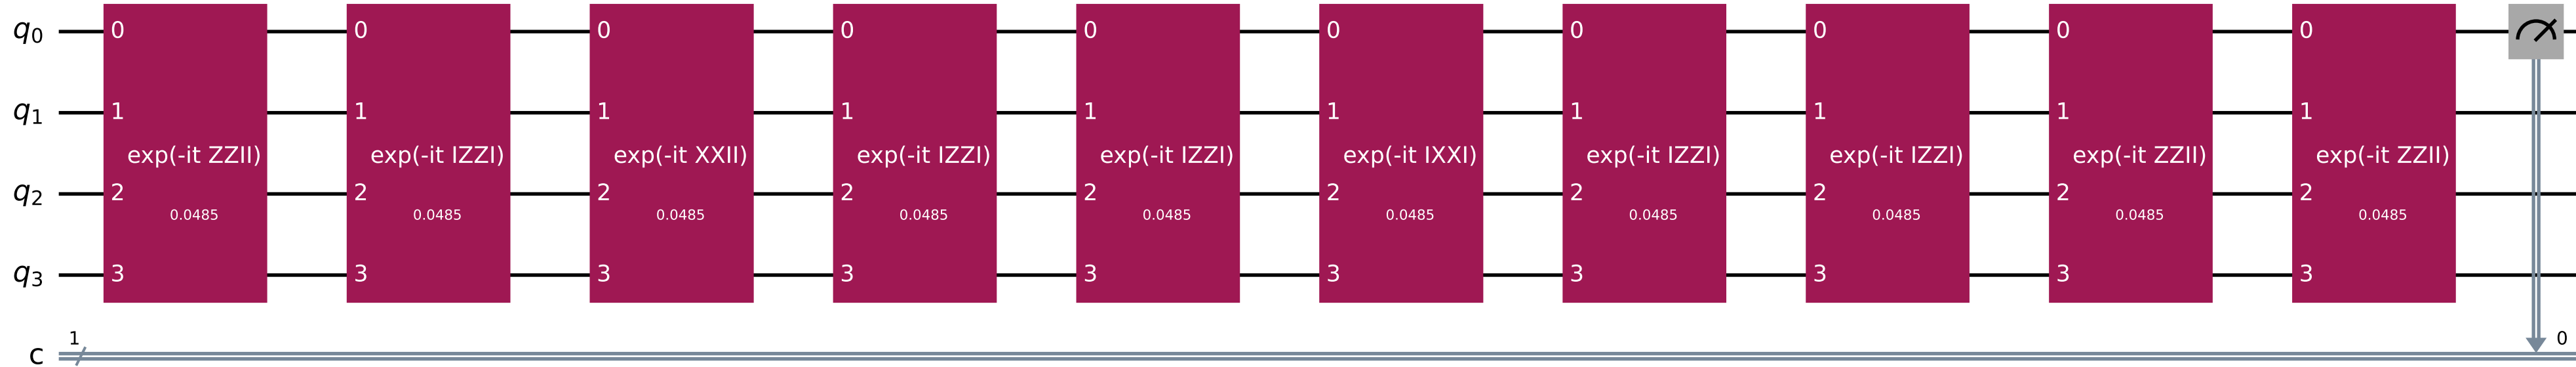 q0 0 0 0 0 0 0 0 0 0 0
q1 1 1 1 1 1 1 1 1 1 1
exp(-it ZZII) exp(-it IZZI) exp(-it XXII) exp(-it IZZI) exp(-it IZZI) exp(-it IXXI) exp(-it IZZI) exp(-it IZZI) exp(-it ZZII) exp(-it ZZII)
q2 2 2 2 2 2 2 2 2 2 2
0.0485 0.0485 0.0485 0.0485 0.0485 0.0485 0.0485 0.0485 0.0485 0.0485
q3 3 3 3 3 3 3 3 3 3 3
1 0
c